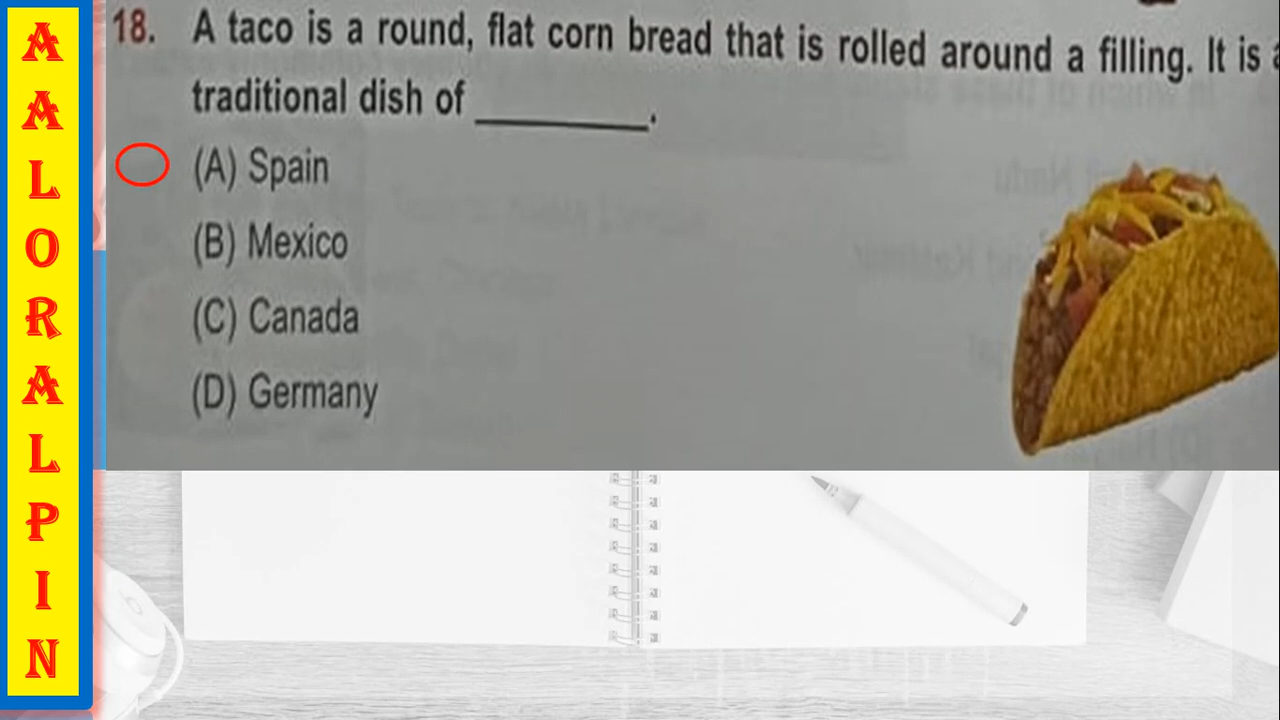 AALORALPIN
18. A taco is a round, flat corn bread that is rolled around a filling. It is a
traditional dish of ________.
(A) Spain
(B) Mexico
(C) Canada
(D) Germany